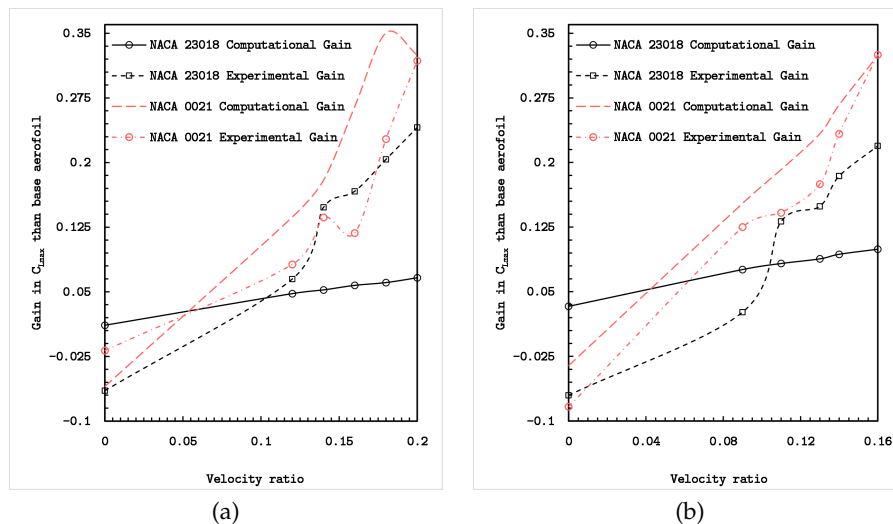 0.35
0.275
0.2
0.125
0.05
-0.025
-0.1
Gain in C_Lmax than base aerofoil
NACA 23018 Computational Gain
NACA 23018 Experimental Gain
NACA 0021 Computational Gain
NACA 0021 Experimental Gain
0 0.05 0.1 0.15 0.2
Velocity ratio
(a)
0.35
0.275
0.2
0.125
0.05
-0.025
-0.1
Gain in C_Lmax than base aerofoil
NACA 23018 Computational Gain
NACA 23018 Experimental Gain
NACA 0021 Computational Gain
NACA 0021 Experimental Gain
0 0.04 0.08 0.12 0.16
Velocity ratio
(b)